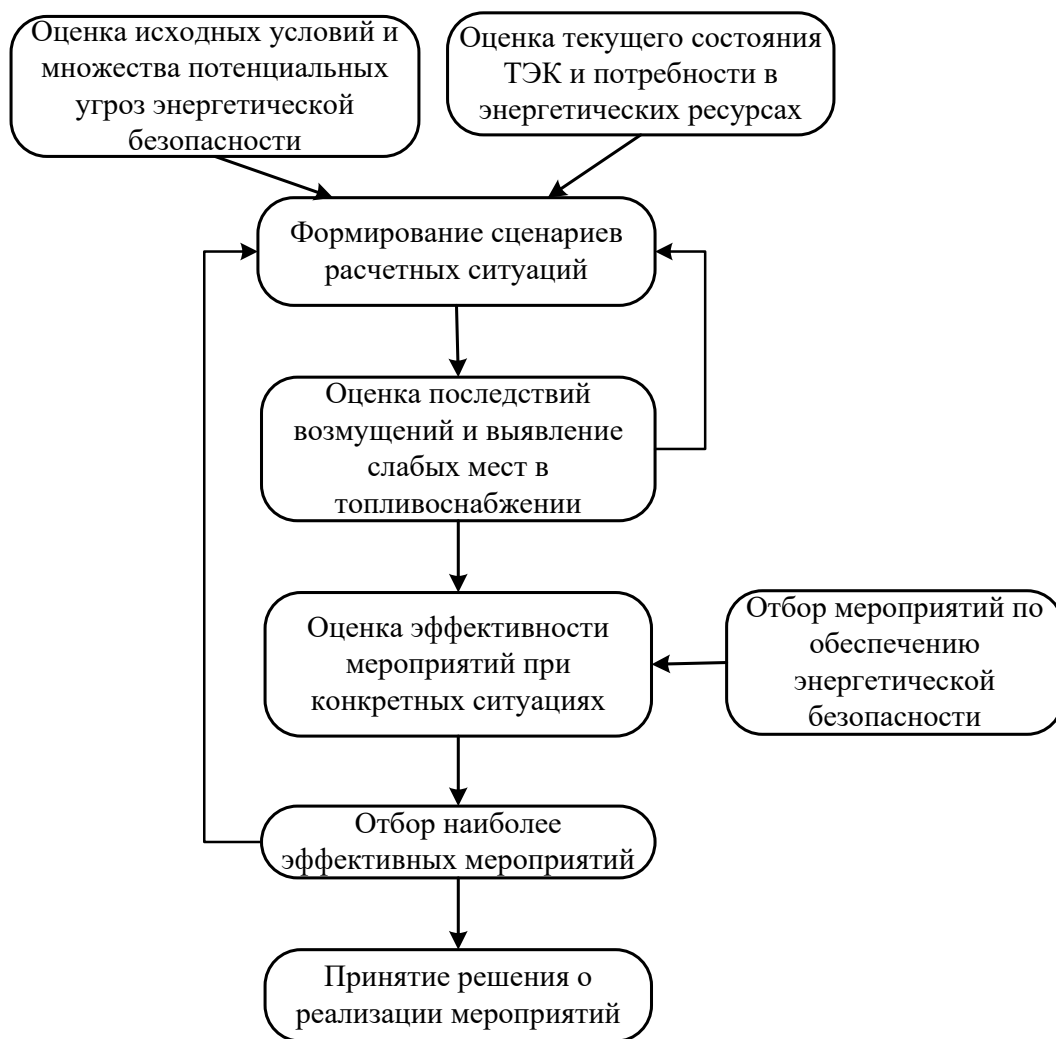 Оценка исходных условий и
множества потенциальных
угроз энергетической
безопасности
Оценка текущего состояния
ТЭК и потребности в
энергетических ресурсах
Формирование сценариев
расчетных ситуаций
Оценка последствий
возмущений и выявление
слабых мест в
топливоснабжении
Оценка эффективности
мероприятий при
конкретных ситуациях
Отбор мероприятий по
обеспечению
энергетической
безопасности
Отбор наиболее
эффективных мероприятий
Принятие решения о
реализации мероприятий